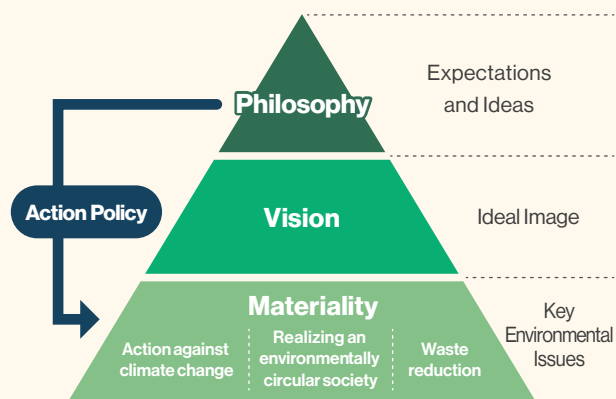 Philosophy
Expectations
and Ideas
Action Policy
Vision
Ideal Image
Materiality
Action against
climate change
Realizing an
environmentally
circular society
Waste
reduction
Key
Environmental
Issues